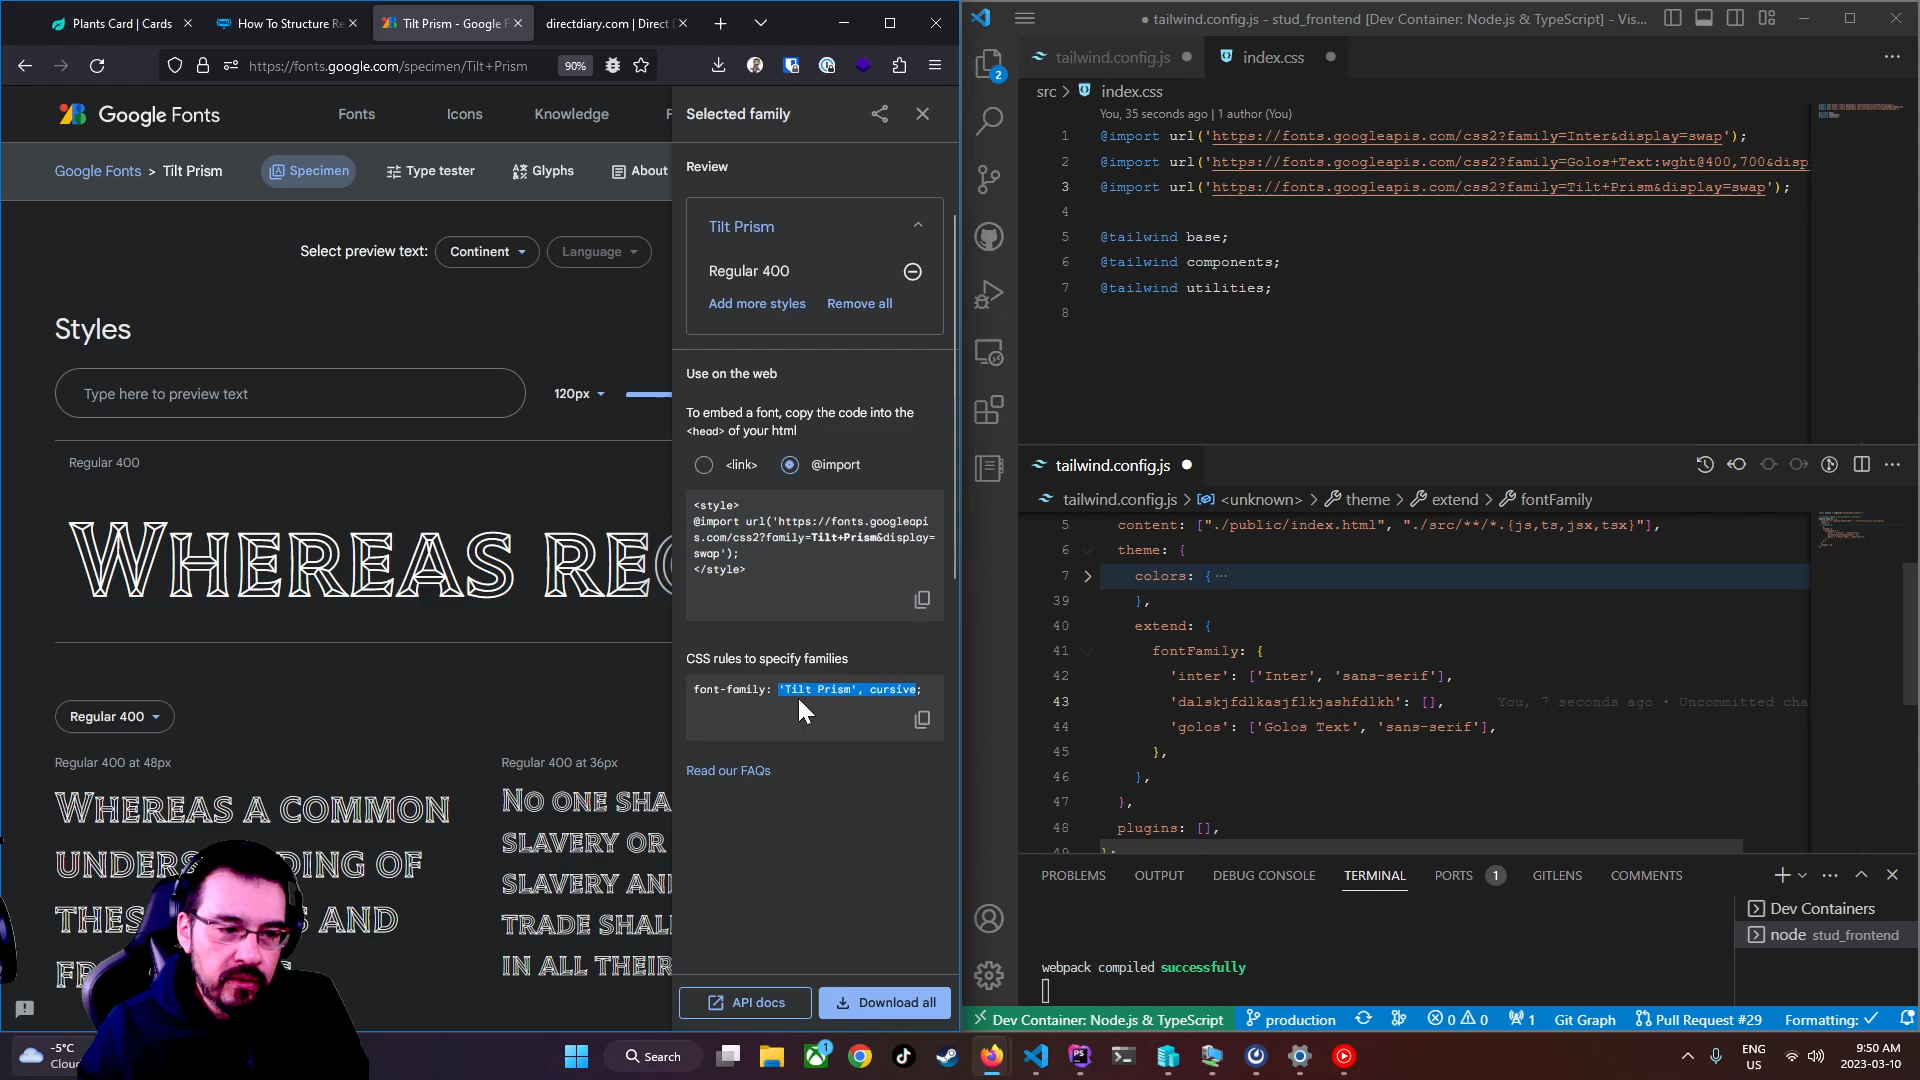 Plants Card | Cards
How To Structure Re
Tilt Prism - Google F
directdiary.com | Direct D
https://fonts.google.com/specimen/Tilt+Prism
90%
Google Fonts
Fonts
Icons
Knowledge
F
Google Fonts > Tilt Prism
Specimen
Type tester
Glyphs
About
Select preview text:
Continent
Language
Styles
Type here to preview text
120px
Regular 400
Whereas rec
Regular 400
Regular 400 at 48px
Whereas a common
Regular 400 at 36px
No one sha
slavery or
slavery and
trade shall
in all their
Selected family
Review
Tilt Prism
Regular 400
Add more styles
Remove all
Use on the web
To embed a font, copy the code into the
<head> of your html
<link>
@import
<style>
@import url('https://fonts.googleapi
s.com/css2?family=Tilt+Prism&display=
swap');
</style>
CSS rules to specify families
font-family: 'Tilt Prism', cursive;
Read our FAQs
API docs
Download all
● tailwind.config.js - stud_frontend [Dev Container: Node.js & TypeScript] - Vis...
2
tailwind.config.js
index.css
src > index.css
You, 35 seconds ago | 1 author (You)
1 @import url('https://fonts.googleapis.com/css2?family=Inter&display=swap');
2 @import url('https://fonts.googleapis.com/css2?family=Golos+Text:wght@400,700&disp
3 @import url('https://fonts.googleapis.com/css2?family=Tilt+Prism&display=swap');
4
5 @tailwind base;
6 @tailwind components;
7 @tailwind utilities;
8
tailwind.config.js
tailwind.config.js > <unknown> > theme > extend > fontFamily
5 content: ["./public/index.html", "./src/**/*.{js,ts,jsx,tsx}"],
6 theme: {
7 colors: { ...
39 },
40 extend: {
41 fontFamily: {
42 'inter': ['Inter', 'sans-serif'],
43 'dalskjfdlkasjflkjashfdlkh': [], You, 7 seconds ago • Uncommitted cha
44 'golos': ['Golos Text', 'sans-serif'],
45 },
46 },
47 },
48 plugins: [],
49 };
PROBLEMS
OUTPUT
DEBUG CONSOLE
TERMINAL
PORTS 1
GITLENS
COMMENTS
Dev Containers
node stud_frontend
webpack compiled successfully
Dev Container: Node.js & TypeScript
production
0
0
1
Git Graph
Pull Request #29
Formatting: ✓
-5°C
Search
1
ENG
US
9:50 AM
2023-03-10